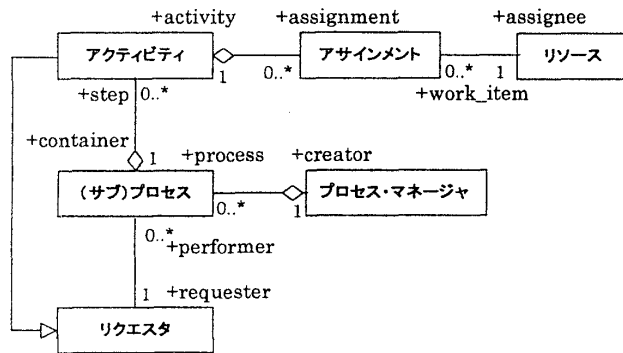 +activity +assignment +assignee
アクティビティ アサインメント リソース
1 0..* 0..* 1
+step 0..* +work_item
+container 1 +process +creator
(サブ)プロセス プロセス・マネージャ
0..* 1
0..* +performer
1 +requester
リクエスタ